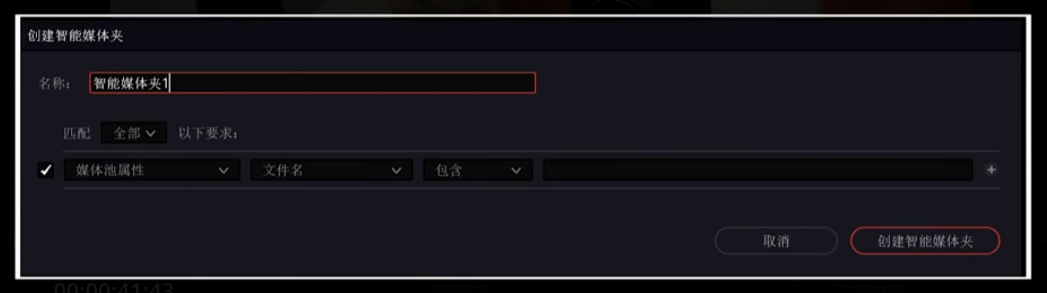 创建智能媒体夹
名称: 智能媒体夹1
匹配 全部 以下要求:
媒体池属性 文件名 包含 +
取消 创建智能媒体夹
00:00:41:43